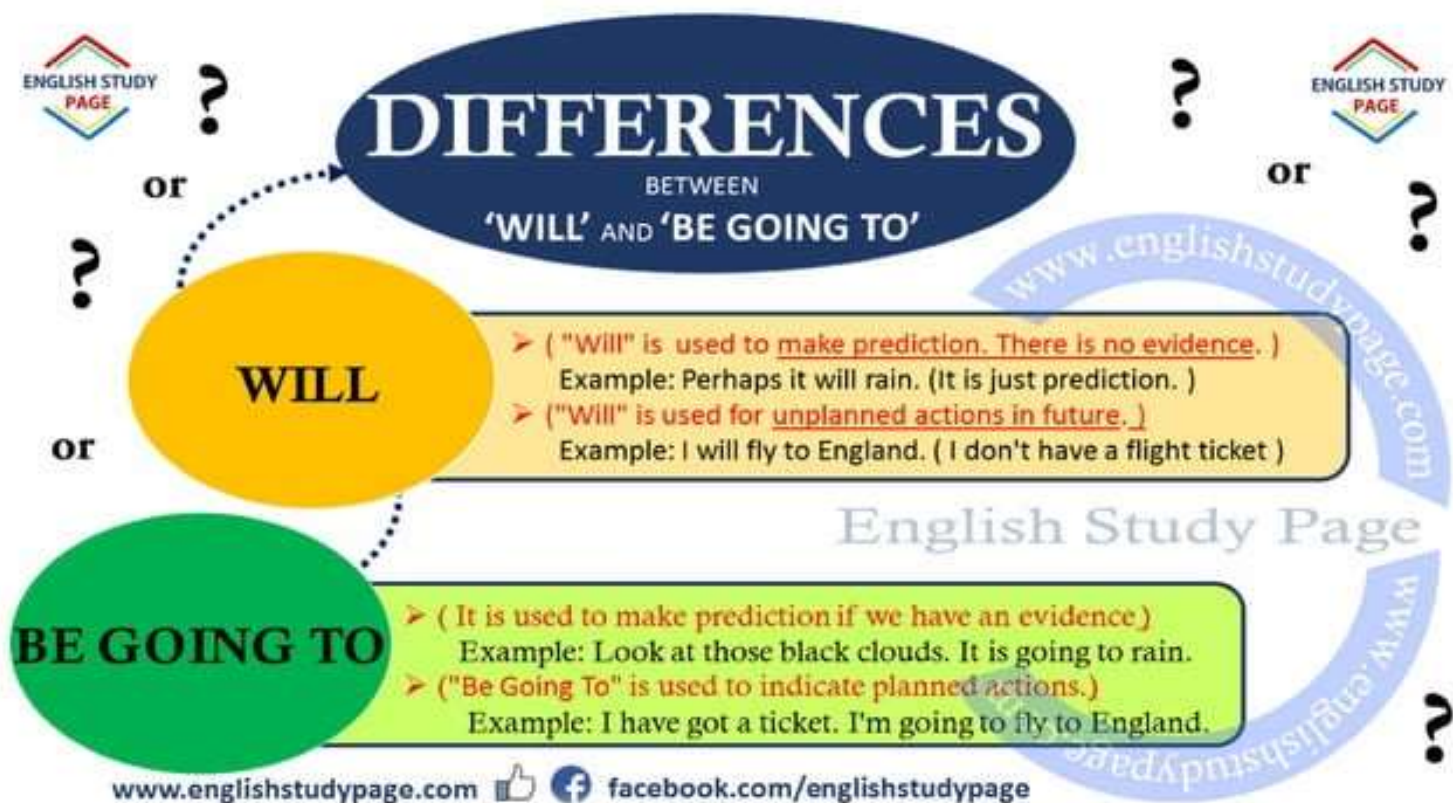 ENGLISH STUDY
PAGE
?
or
?
or
DIFFERENCES
BETWEEN
‘WILL’ AND ‘BE GOING TO’
?
or
?
ENGLISH STUDY
PAGE
www.englishstudypage.com
WILL
➢ ( "Will" is used to make prediction. There is no evidence. )
Example: Perhaps it will rain. (It is just prediction. )
➢ ("Will" is used for unplanned actions in future. )
Example: I will fly to England. ( I don't have a flight ticket )
English Study Page
BE GOING TO
➢ ( It is used to make prediction if we have an evidence )
Example: Look at those black clouds. It is going to rain.
➢ ("Be Going To" is used to indicate planned actions.)
Example: I have got a ticket. I'm going to fly to England.
www.englishstudypage.com
?
www.englishstudypage.com facebook.com/englishstudypage